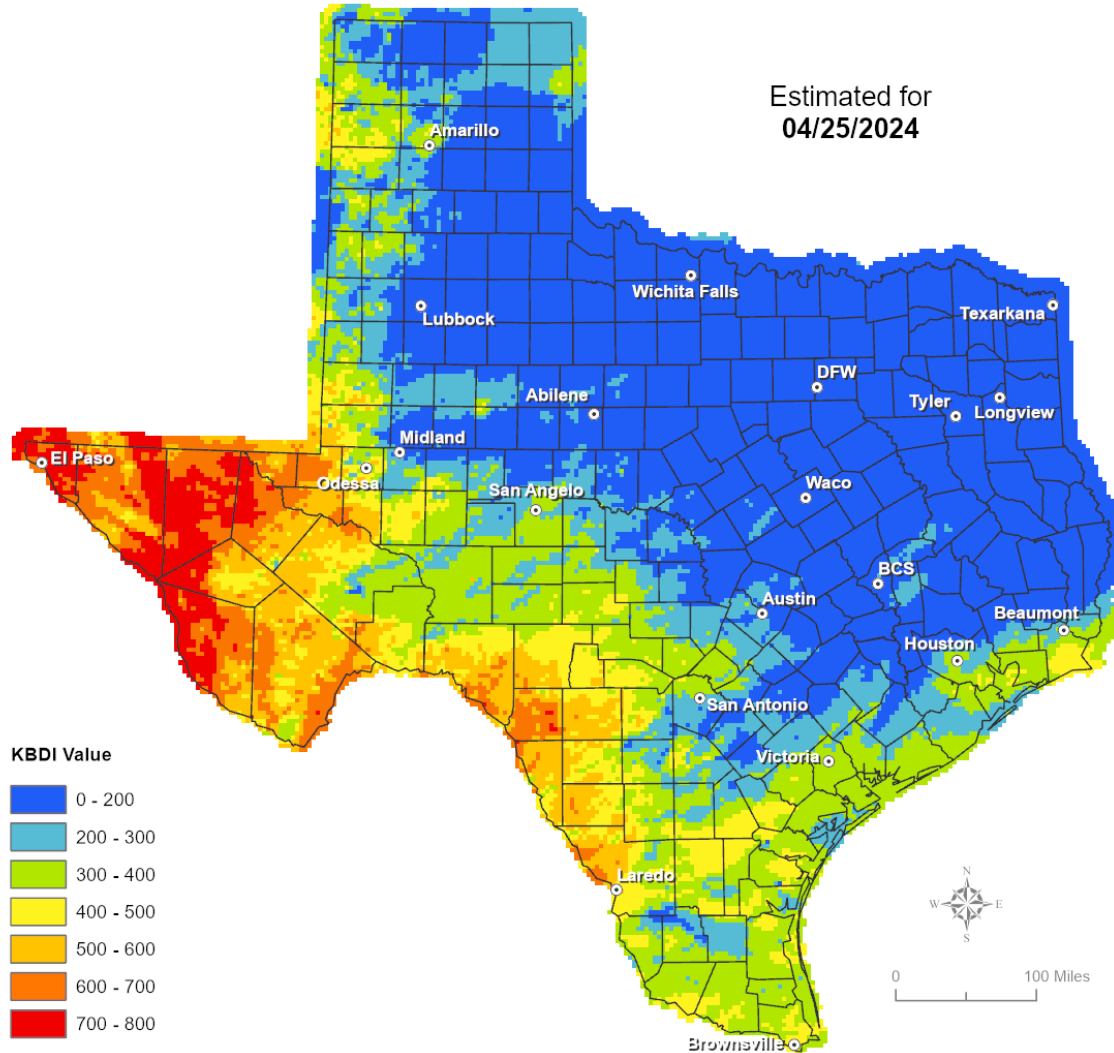 Estimated for
04/25/2024
Amarillo
Wichita Falls
Lubbock
Texarkana
DFW
Abilene
Tyler
Longview
Midland
El Paso
Odessa
San Angelo
Waco
BCS
Austin
Beaumont
Houston
San Antonio
Victoria
Laredo
Brownsville
KBDI Value
0 - 200
200 - 300
300 - 400
400 - 500
500 - 600
600 - 700
700 - 800
N
W
E
S
0
100 Miles